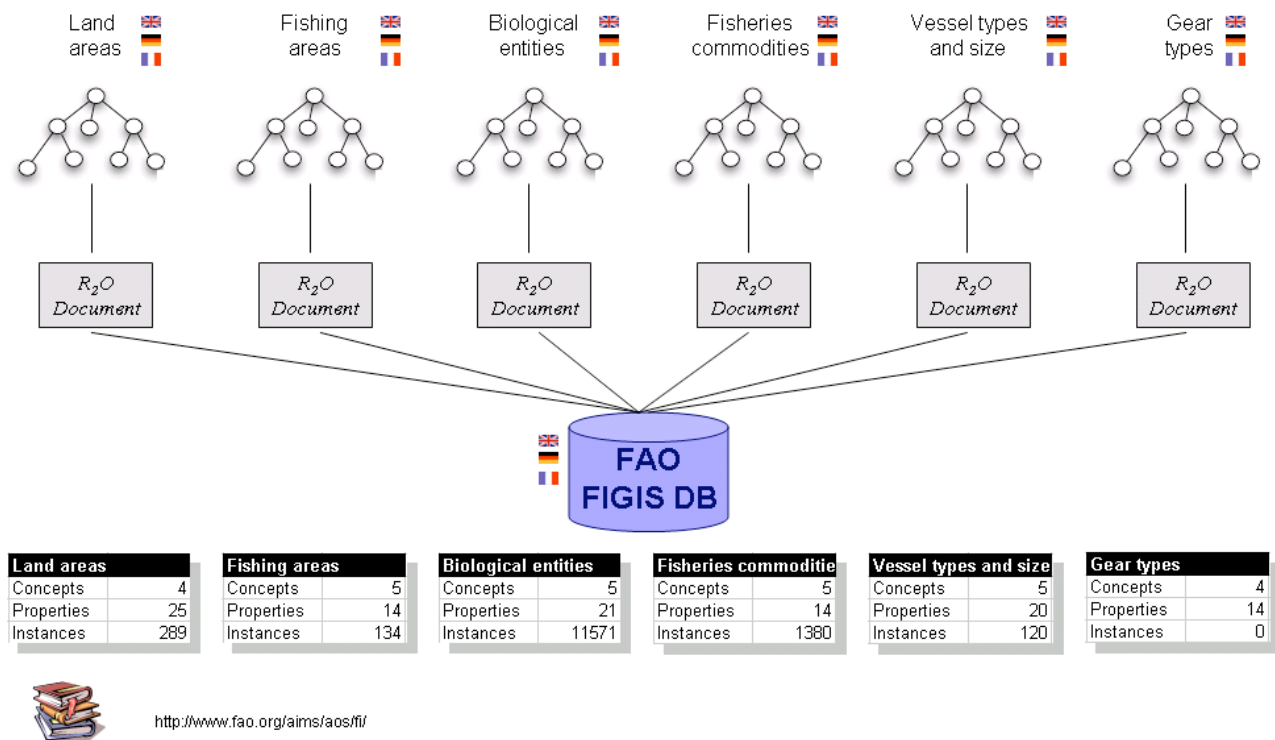 Land areas
Fishing areas
Biological entities
Fisheries commodities
Vessel types and size
Gear types
R₂O Document
R₂O Document
R₂O Document
R₂O Document
R₂O Document
R₂O Document
FAO
FIGIS DB
Land areas
Concepts 4
Properties 25
Instances 289
Fishing areas
Concepts 5
Properties 14
Instances 134
Biological entities
Concepts 5
Properties 21
Instances 11571
Fisheries commoditie
Concepts 5
Properties 14
Instances 1380
Vessel types and size
Concepts 5
Properties 20
Instances 120
Gear types
Concepts 4
Properties 14
Instances 0
http://www.fao.org/aims/aos/fi/